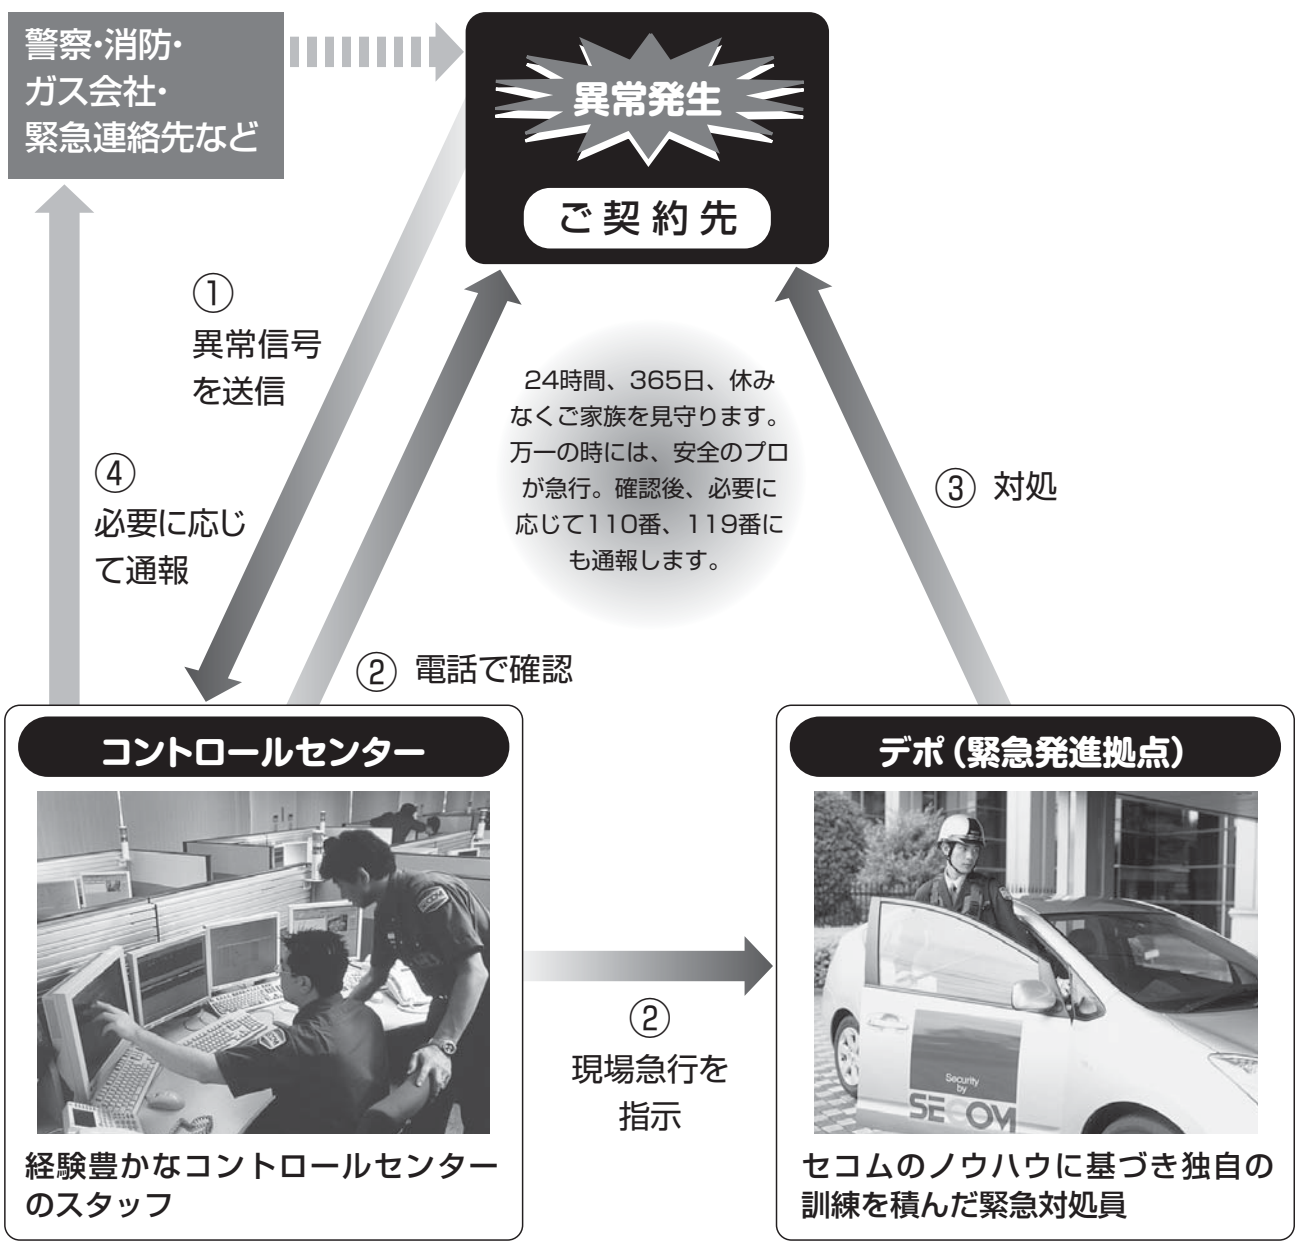 警察・消防・
ガス会社・
緊急連絡先など
異常発生
ご契約先
①
異常信号
を送信
24時間、365日、休み
なくご家族を見守ります。
万一の時には、安全のプロ
が急行。確認後、必要に
応じて110番、119番に
も通報します。
④
必要に応じ
て通報
③ 対処
② 電話で確認
コントロールセンター
デポ（緊急発進拠点）
SECOM
Security
by
SECOM
②
現場急行を
指示
経験豊かなコントロールセンター
のスタッフ
セコムのノウハウに基づき独自の
訓練を積んだ緊急対処員